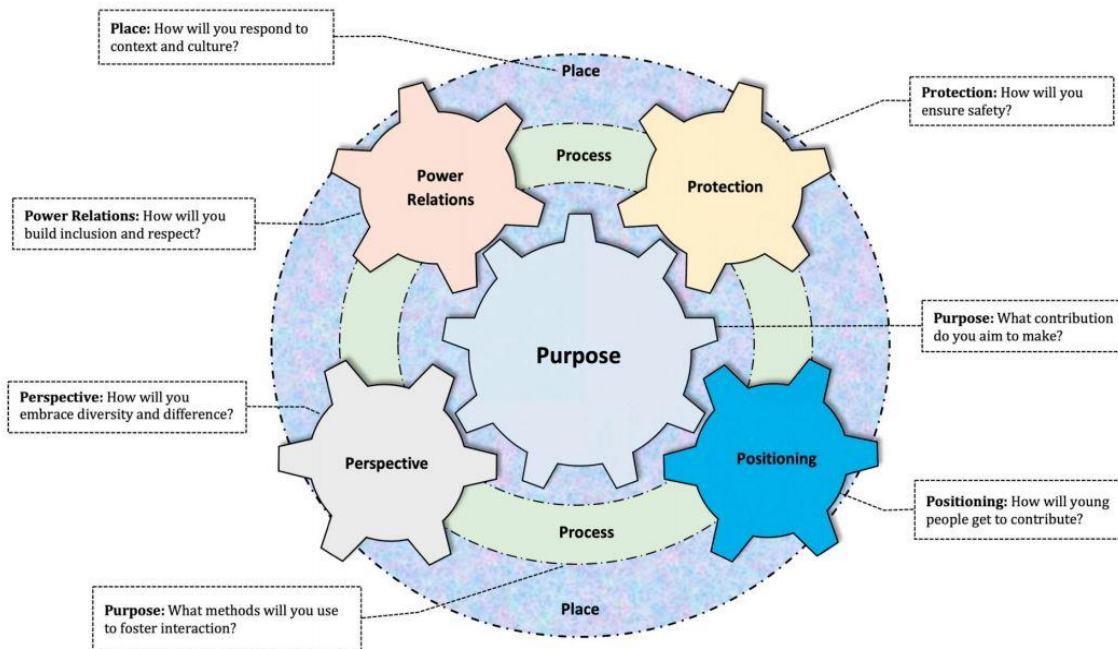 Place: How will you respond to
context and culture?
Place
Protection: How will you
ensure safety?
Process
Power
Relations
Protection
Power Relations: How will you
build inclusion and respect?
Purpose: What contribution
do you aim to make?
Purpose
Perspective: How will you
embrace diversity and difference?
Perspective
Positioning
Positioning: How will young
people get to contribute?
Process
Purpose: What methods will you use
to foster interaction?
Place